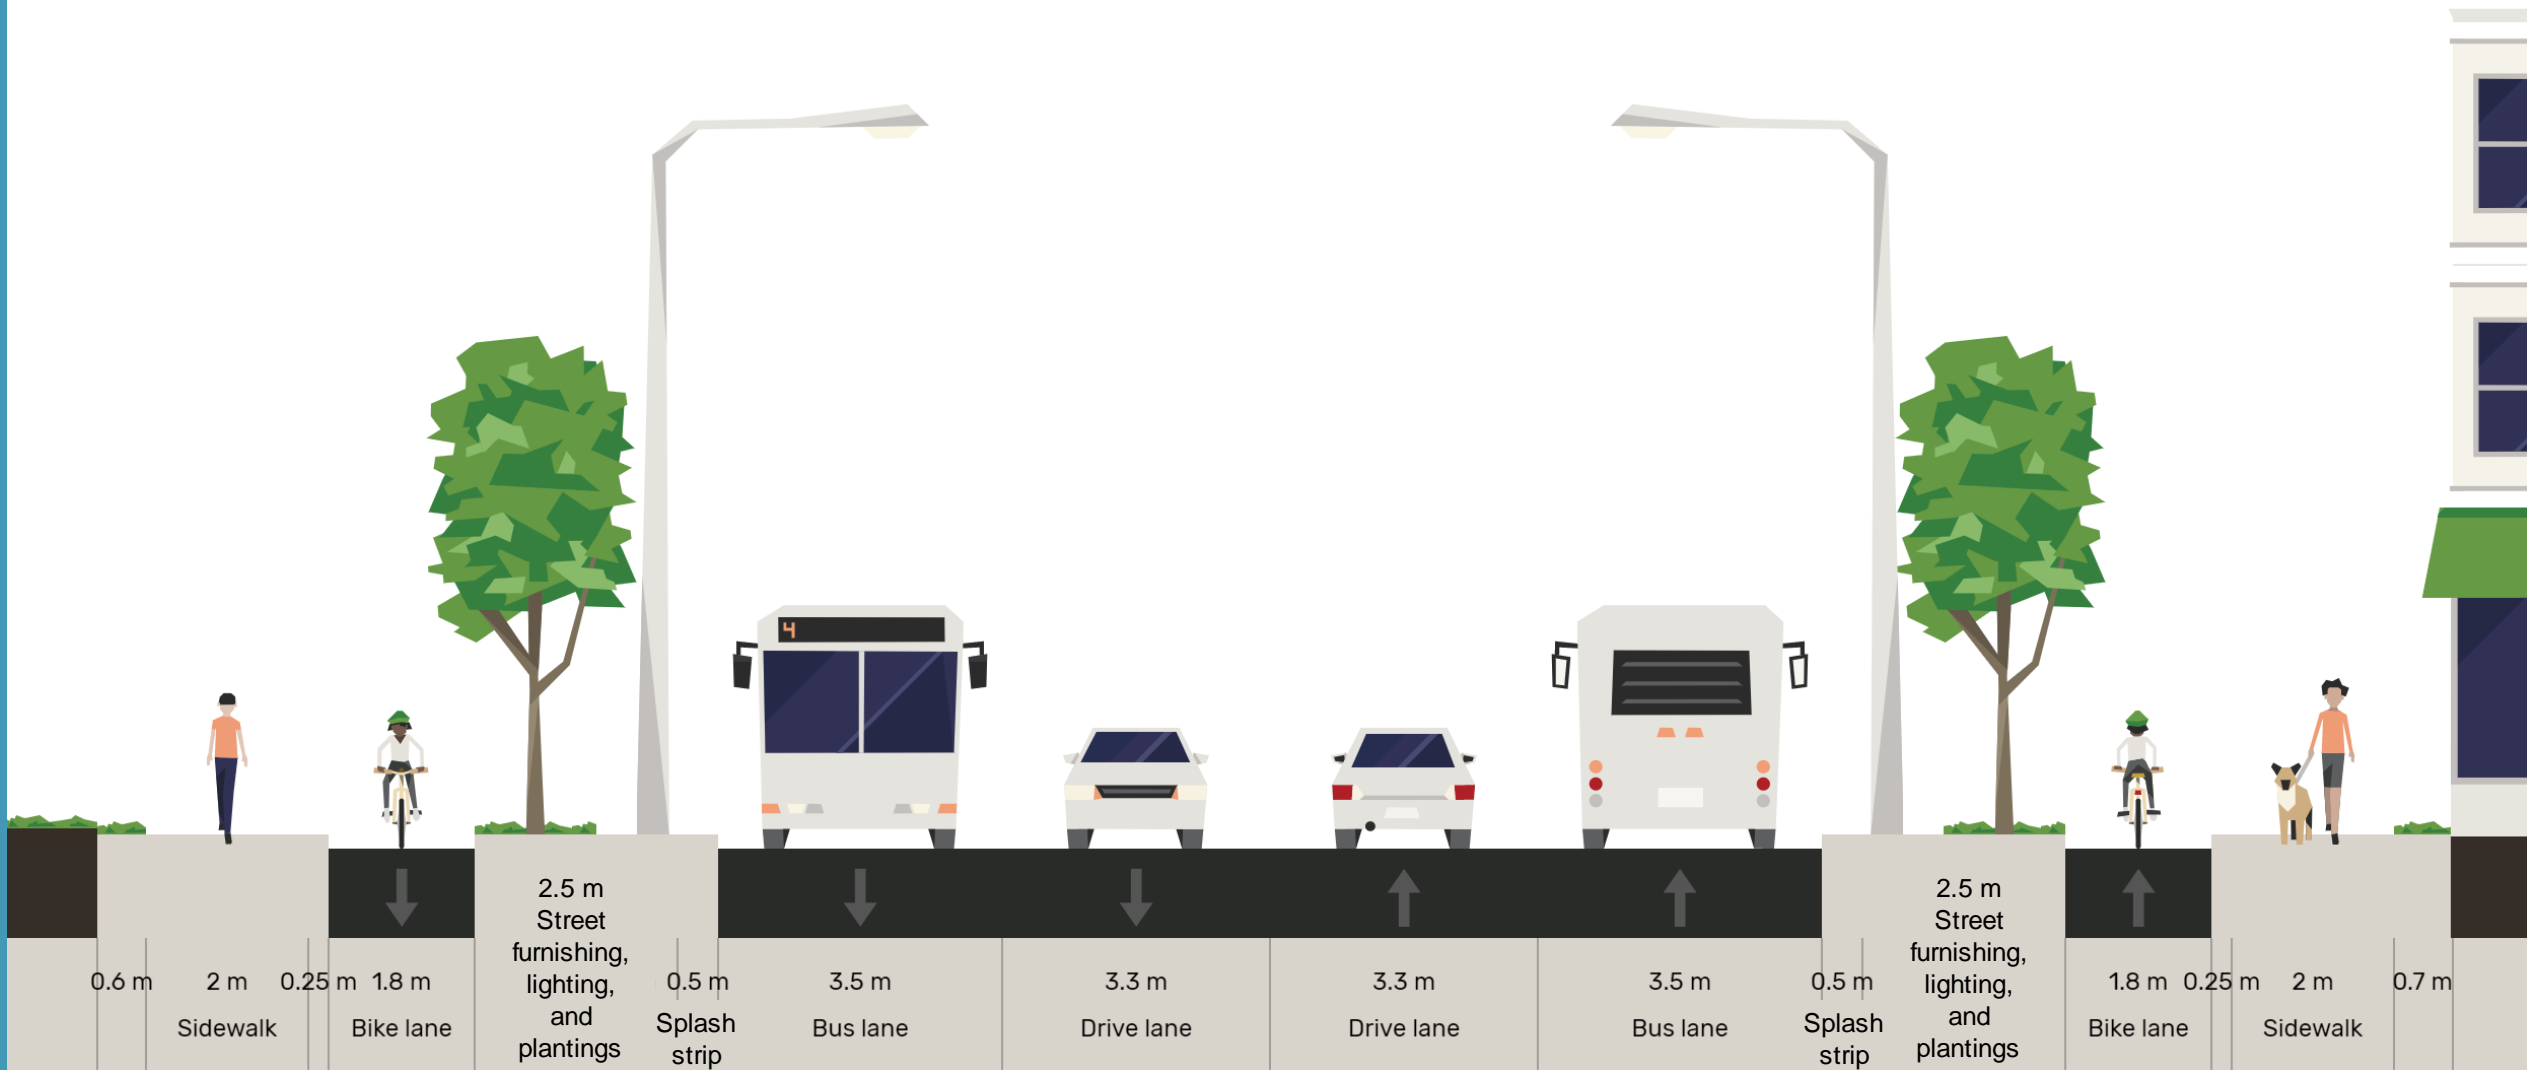 4
2.5 m
Street
furnishing,
lighting,
and
plantings
2.5 m
Street
furnishing,
lighting,
and
plantings
0.6 m
2 m
0.25 m
1.8 m
0.5 m
3.5 m
3.3 m
3.3 m
3.5 m
0.5 m
1.8 m
0.25 m
2 m
0.7 m
Sidewalk
Bike lane
Splash
strip
Bus lane
Drive lane
Drive lane
Bus lane
Splash
strip
Bike lane
Sidewalk